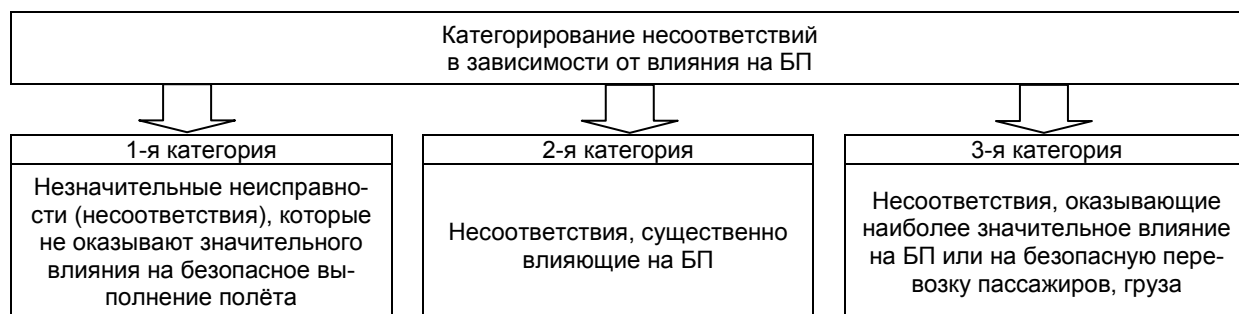 Категорирование несоответствий
в зависимости от влияния на БП
1-я категория
Незначительные неисправно-
сти (несоответствия), которые
не оказывают значительного
влияния на безопасное вы-
полнение полёта
2-я категория
Несоответствия, существенно
влияющие на БП
3-я категория
Несоответствия, оказывающие
наиболее значительное влияние
на БП или на безопасную пере-
возку пассажиров, груза